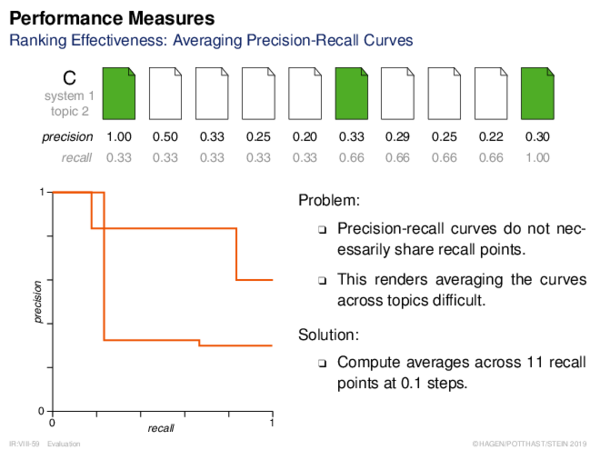 Performance Measures
Ranking Effectiveness: Averaging Precision-Recall Curves
C
system 1
topic 2
precision 1.00 0.50 0.33 0.25 0.20 0.33 0.29 0.25 0.22 0.30
recall 0.33 0.33 0.33 0.33 0.33 0.66 0.66 0.66 0.66 1.00
1
precision
0
0
recall
1
Problem:
❑ Precision-recall curves do not nec-
essarily share recall points.
❑ This renders averaging the curves
across topics difficult.
Solution:
❑ Compute averages across 11 recall
points at 0.1 steps.
IR:VIII-59 Evaluation
©HAGEN/POTTHAST/STEIN 2019